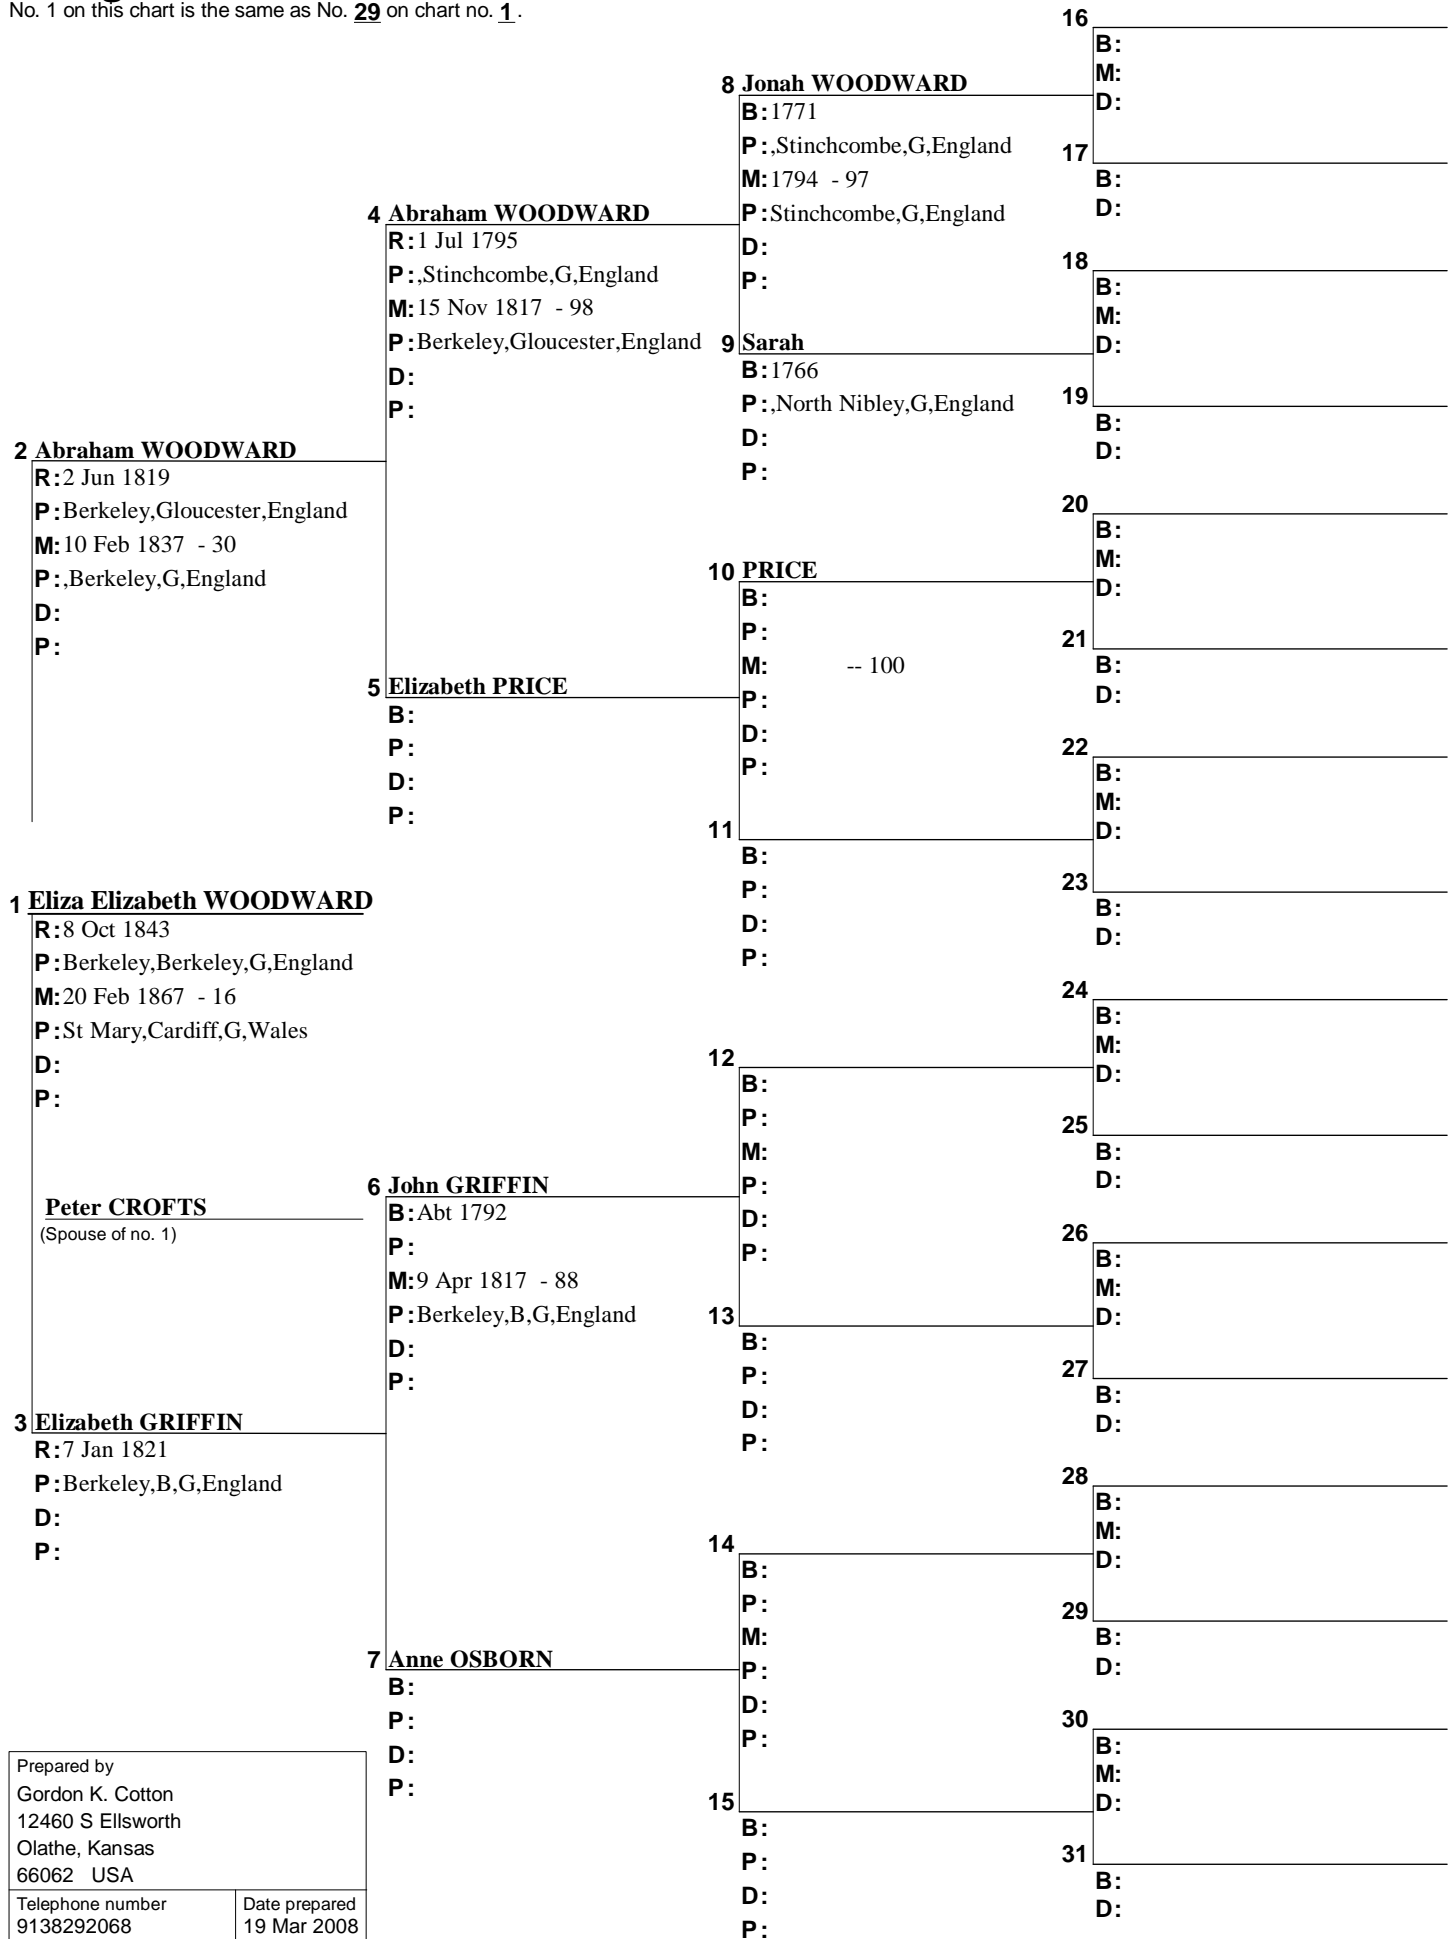 No. 1 on this chart is the same as No. 29 on chart no. 1 .
2 Abraham WOODWARD
R: 2 Jun 1819
P: Berkeley,Gloucester,England
M: 10 Feb 1837 - 30
P: ,Berkeley,G,England
D:
P:
1 Eliza Elizabeth WOODWARD
R: 8 Oct 1843
P: Berkeley,Berkeley,G,England
M: 20 Feb 1867 - 16
P: St Mary,Cardiff,G,Wales
D:
P:
Peter CROFTS
(Spouse of no. 1)
3 Elizabeth GRIFFIN
R: 7 Jan 1821
P: Berkeley,B,G,England
D:
P:
4 Abraham WOODWARD
R: 1 Jul 1795
P: ,Stinchcombe,G,England
M: 15 Nov 1817 - 98
P: Berkeley,Gloucester,England
D:
P:
5 Elizabeth PRICE
B:
P:
D:
P:
6 John GRIFFIN
B: Abt 1792
P:
M: 9 Apr 1817 - 88
P: Berkeley,B,G,England
D:
P:
7 Anne OSBORN
B:
P:
D:
P:
8 Jonah WOODWARD
B: 1771
P: ,Stinchcombe,G,England
M: 1794 - 97
P: Stinchcombe,G,England
D:
P:
9 Sarah
B: 1766
P: ,North Nibley,G,England
D:
P:
10 PRICE
B:
P:
M: -- 100
P:
D:
P:
11
B:
P:
D:
P:
12
B:
P:
M:
P:
D:
P:
13
B:
P:
D:
P:
14
B:
P:
M:
P:
D:
P:
15
B:
P:
D:
P:
16
B:
M:
D:
17
B:
D:
18
B:
M:
D:
19
B:
D:
20
B:
M:
D:
21
B:
D:
22
B:
M:
D:
23
B:
D:
24
B:
M:
D:
25
B:
D:
26
B:
M:
D:
27
B:
D:
28
B:
M:
D:
29
B:
D:
30
B:
M:
D:
31
B:
D:
Prepared by
Gordon K. Cotton
12460 S Ellsworth
Olathe, Kansas
66062 USA
Telephone number
9138292068
Date prepared
19 Mar 2008